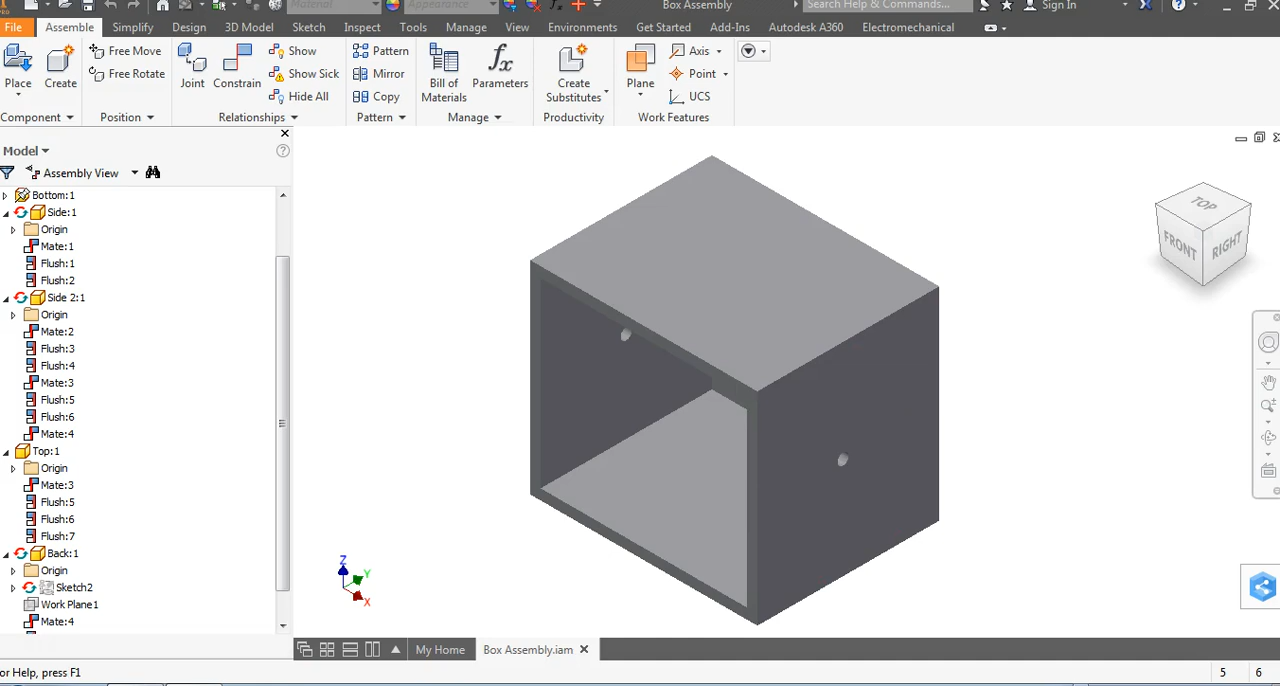 PRO
Material
Appearance
Box Assembly
Search Help & Commands...
Sign In
File
Assemble
Simplify
Design
3D Model
Sketch
Inspect
Tools
Manage
View
Environments
Get Started
Add-Ins
Autodesk A360
Electromechanical
Place
Create
Free Move
Free Rotate
Joint
Constrain
Show
Show Sick
Hide All
Pattern
Mirror
Copy
Bill of
Materials
Parameters
Create
Substitutes
Plane
Axis
Point
UCS
Component
Position
Relationships
Pattern
Manage
Productivity
Work Features
Model
Assembly View
Bottom:1
Side:1
Origin
Mate:1
Flush:1
Flush:2
Side 2:1
Origin
Mate:2
Flush:3
Flush:4
Mate:3
Flush:5
Flush:6
Mate:4
Top:1
Origin
Mate:3
Flush:5
Flush:6
Flush:7
Back:1
Origin
Sketch2
Work Plane1
Mate:4
TOP
FRONT
RIGHT
Z
Y
X
My Home
Box Assembly.iam
or Help, press F1
5
6